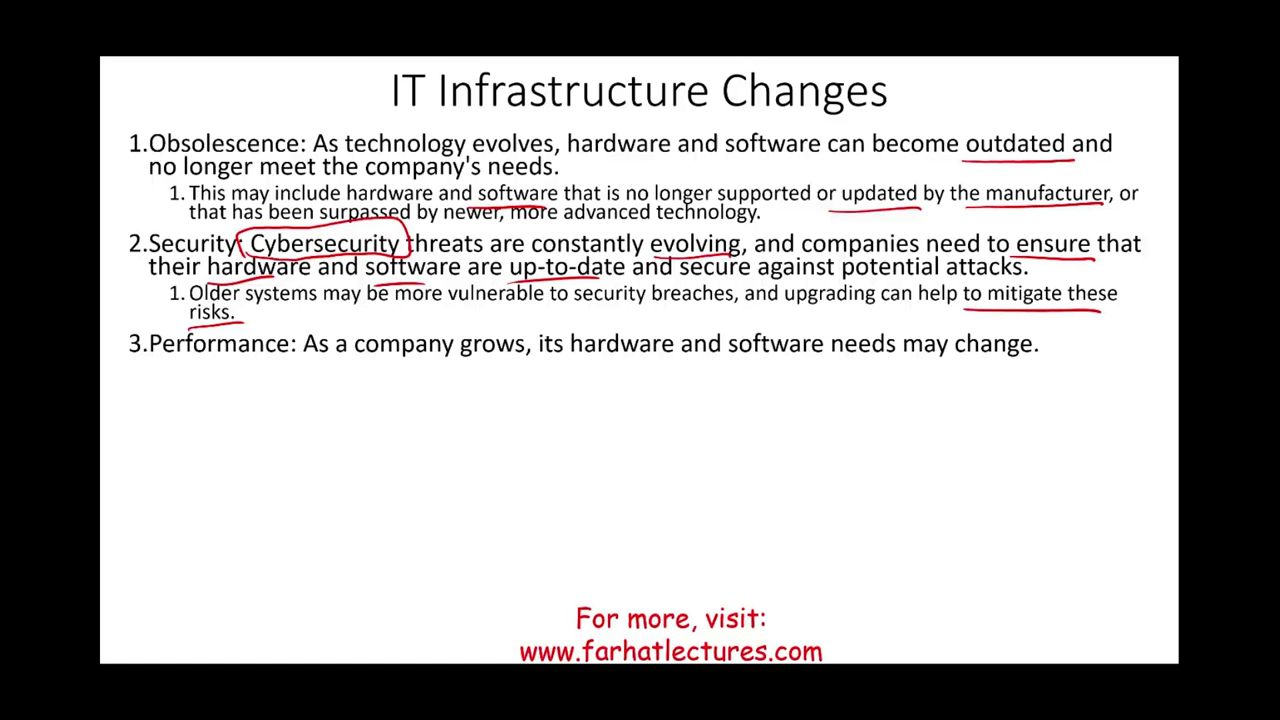 IT Infrastructure Changes
1.Obsolescence: As technology evolves, hardware and software can become outdated and
no longer meet the company's needs.
1. This may include hardware and software that is no longer supported or updated by the manufacturer, or
that has been surpassed by newer, more advanced technology.
2.Security: Cybersecurity threats are constantly evolving, and companies need to ensure that
their hardware and software are up-to-date and secure against potential attacks.
1. Older systems may be more vulnerable to security breaches, and upgrading can help to mitigate these
risks.
3.Performance: As a company grows, its hardware and software needs may change.
For more, visit:
www.farhatlectures.com